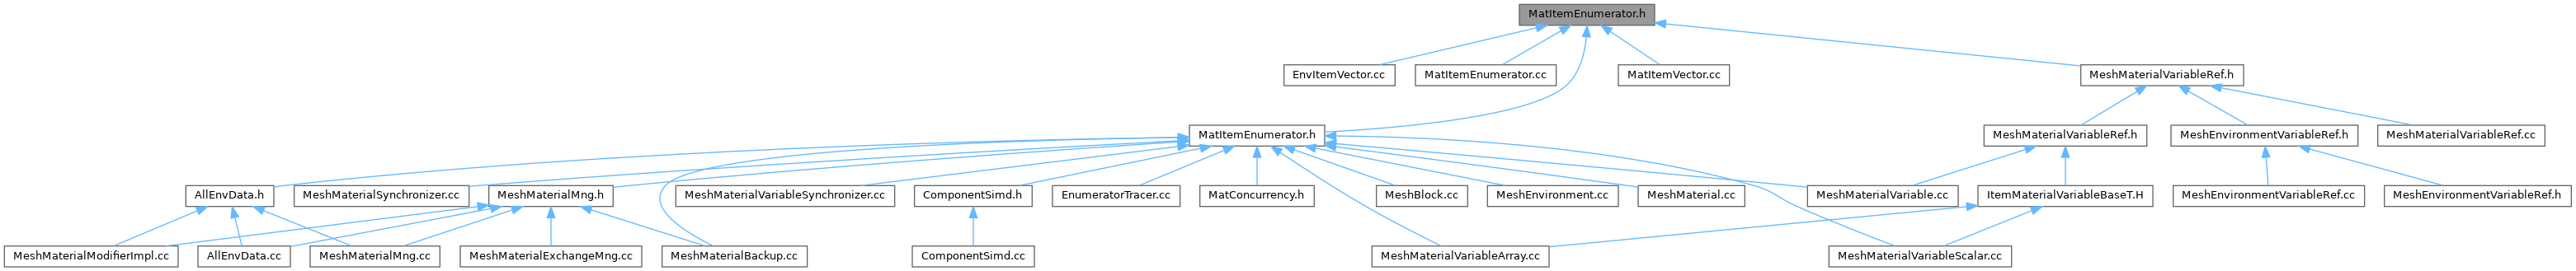 MatItemEnumerator.h
EnvItemVector.cc
MatItemEnumerator.cc
MatItemVector.cc
MeshMaterialVariableRef.h
MatItemEnumerator.h
MeshMaterialVariableRef.h
MeshEnvironmentVariableRef.h
MeshMaterialVariableRef.cc
AllEnvData.h
MeshMaterialSynchronizer.cc
MeshMaterialMng.h
MeshMaterialVariableSynchronizer.cc
ComponentSimd.h
EnumeratorTracer.cc
MatConcurrency.h
MeshBlock.cc
MeshEnvironment.cc
MeshMaterial.cc
MeshMaterialVariable.cc
ItemMaterialVariableBaseT.H
MeshEnvironmentVariableRef.cc
MeshEnvironmentVariableRef.h
MeshMaterialModifierImpl.cc
AllEnvData.cc
MeshMaterialMng.cc
MeshMaterialExchangeMng.cc
MeshMaterialBackup.cc
ComponentSimd.cc
MeshMaterialVariableArray.cc
MeshMaterialVariableScalar.cc